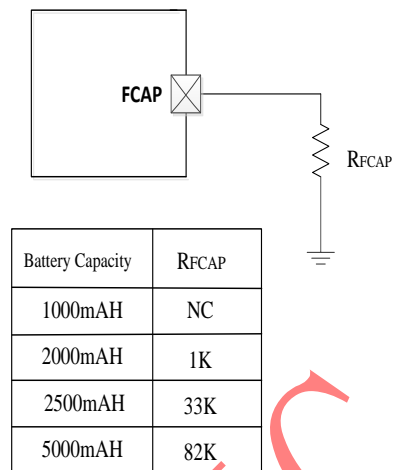 FCAP
RFCAP
Battery Capacity RFCAP
1000mAH NC
2000mAH 1K
2500mAH 33K
5000mAH 82K